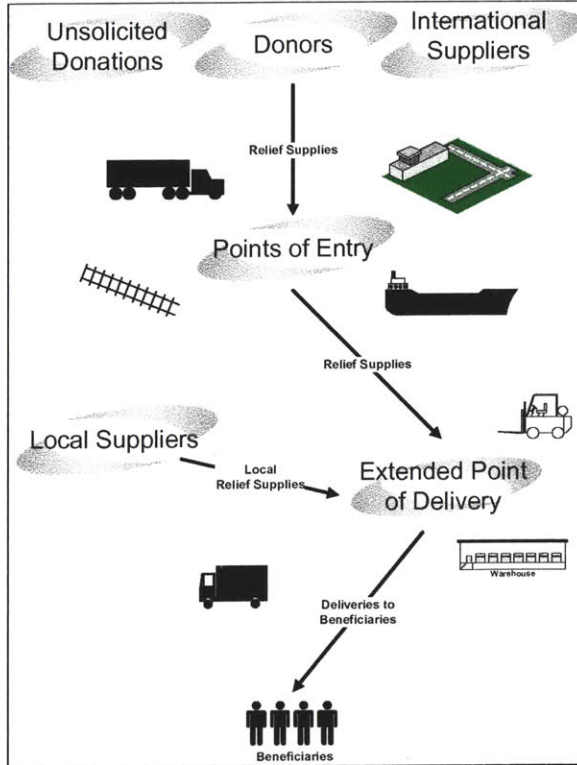 Unsolicited
Donations
Donors
International
Suppliers
Relief Supplies
Points of Entry
Relief Supplies
Local Suppliers
Local
Relief Supplies
Extended Point
of Delivery
Warehouse
Deliveries to
Beneficiaries
Beneficiaries